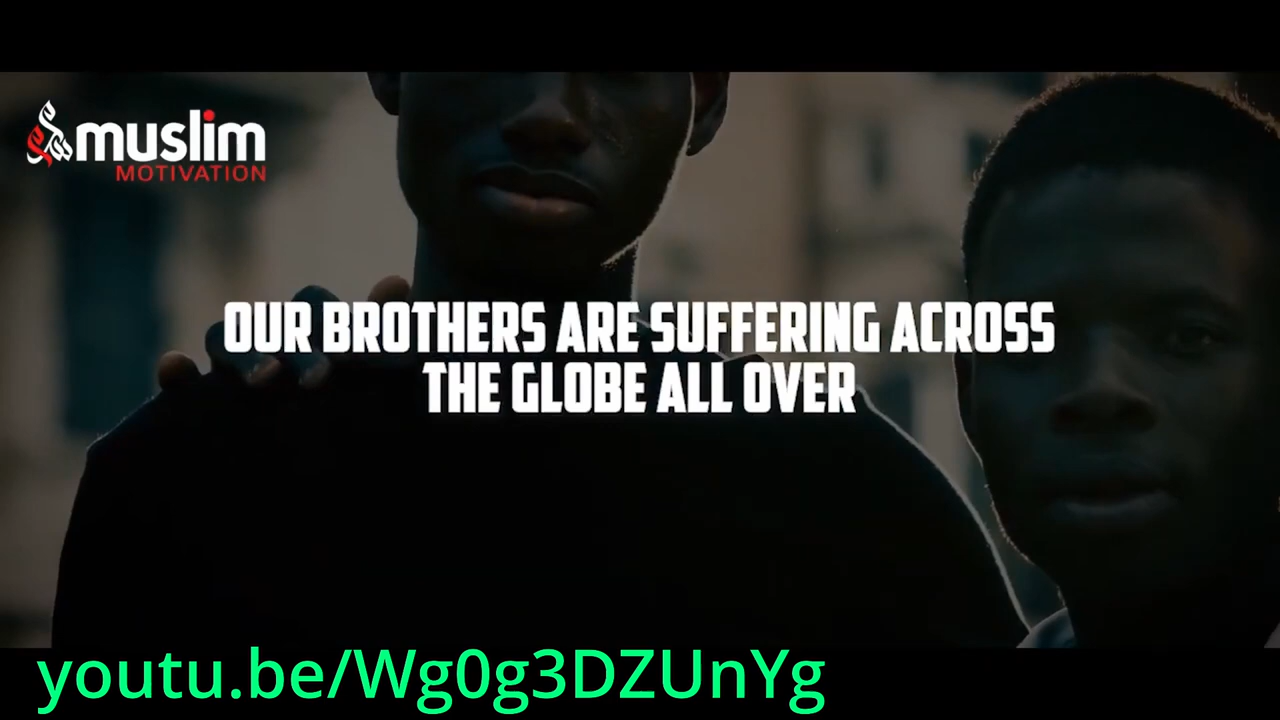 muslim
MOTIVATION
OUR BROTHERS ARE SUFFERING ACROSS
THE GLOBE ALL OVER
youtu.be/Wg0g3DZUnYg